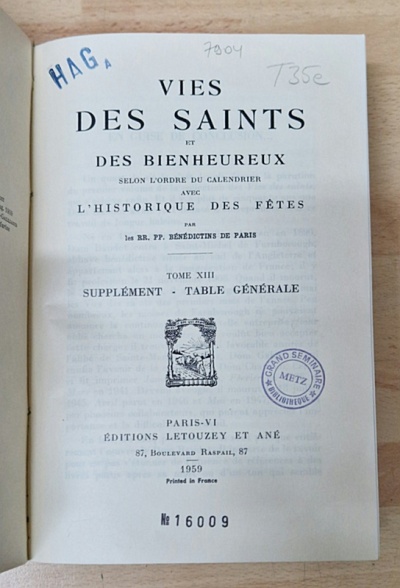 7904
HAG.
T35e
VIES
DES SAINTS
ET
DES BIENHEUREUX
SELON L'ORDRE DU CALENDRIER
AVEC
L'HISTORIQUE DES FÊTES
PAR
les RR. PP. BÉNÉDICTINS DE PARIS
TOME XIII
SUPPLÉMENT - TABLE GÉNÉRALE
GRAND SEMINAIRE
METZ
BIBLIOTHÈQUE
PARIS-VI
ÉDITIONS LETOUZEY ET ANÉ
87, Boulevard Raspail, 87
1959
Printed in France
№ 16009